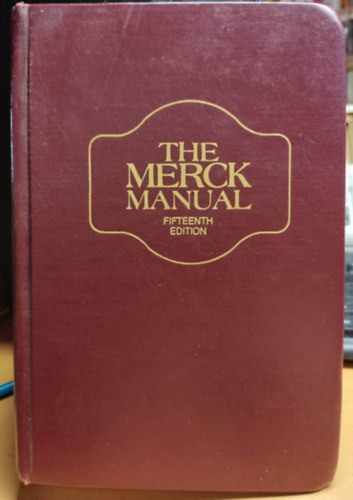 THE
MERCK
MANUAL
FIFTEENTH
EDITION